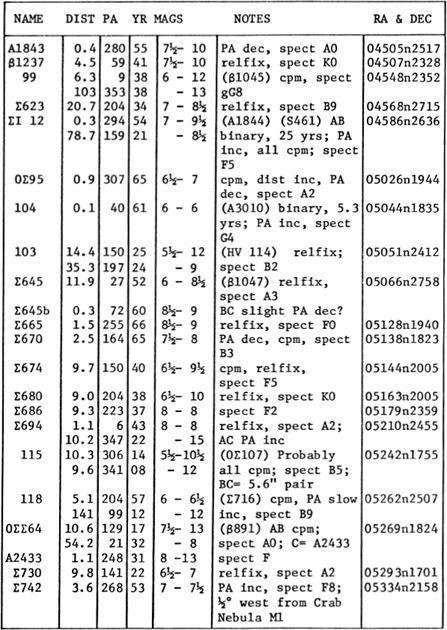 NAME DIST PA YR MAGS NOTES RA & DEC
A1843 0.4 280 55 7½- 10 PA dec, spect A0 04505n2517
β1237 4.5 59 41 7½- 10 relfix, spect K0 04507n2328
99 6.3 9 38 6 - 12 (β1045) cpm, spect 04548n2352
103 353 38 - 13 gG8
Σ623 20.7 204 34 7 - 8½ relfix, spect B9 04568n2715
ΣI 12 0.3 294 54 7 - 9½ (A1844) (S461) AB 04586n2636
78.7 159 21 - 8½ binary, 25 yrs; PA
inc, all cpm; spect
F5
OΣ95 0.9 307 65 6½- 7 cpm, dist inc, PA 05026n1944
dec, spect A2
104 0.1 40 61 6 - 6 (A3010) binary, 5.3 05044n1835
yrs; PA inc, spect
G4
103 14.4 150 25 5½- 12 (HV 114) relfix; 05051n2412
35.3 197 24 - 9 spect B2
Σ645 11.9 27 52 6 - 8½ (β1047) relfix, 05066n2758
spect A3
Σ645b 0.3 72 60 8½- 9 BC slight PA dec?
Σ665 1.5 255 66 8½- 9 relfix, spect F0 05128n1940
Σ670 2.5 164 65 7½- 8 PA dec, cpm, spect 05138n1823
B3
Σ674 9.7 150 40 6½- 9½ cpm, relfix, 05144n2005
spect F5
Σ680 9.0 204 38 6½- 10 relfix, spect K0 05163n2005
Σ686 9.3 223 37 8 - 8 spect F2 05179n2359
Σ694 1.1 6 43 8 - 8 relfix, spect A2; 05210n2455
10.2 347 22 - 15 AC PA inc
115 10.3 306 14 5½-10½ (OΣ107) Probably 05242n1755
9.6 341 08 - 12 all cpm; spect B5;
BC= 5.6" pair
118 5.1 204 57 6 - 6½ (Σ716) cpm, PA slow 05262n2507
141 99 12 - 12 inc, spect B9
OΣΣ64 10.6 129 17 7½- 13 (β891) AB cpm; 05269n1824
54.2 21 32 - 8 spect A0; C= A2433
A2433 1.1 248 31 8 -13 spect F
Σ730 9.8 141 22 6½- 7 relfix, spect A2 05293n1701
Σ742 3.6 268 53 7 - 7½ PA inc, spect F8; 05334n2158
½° west from Crab
Nebula M1